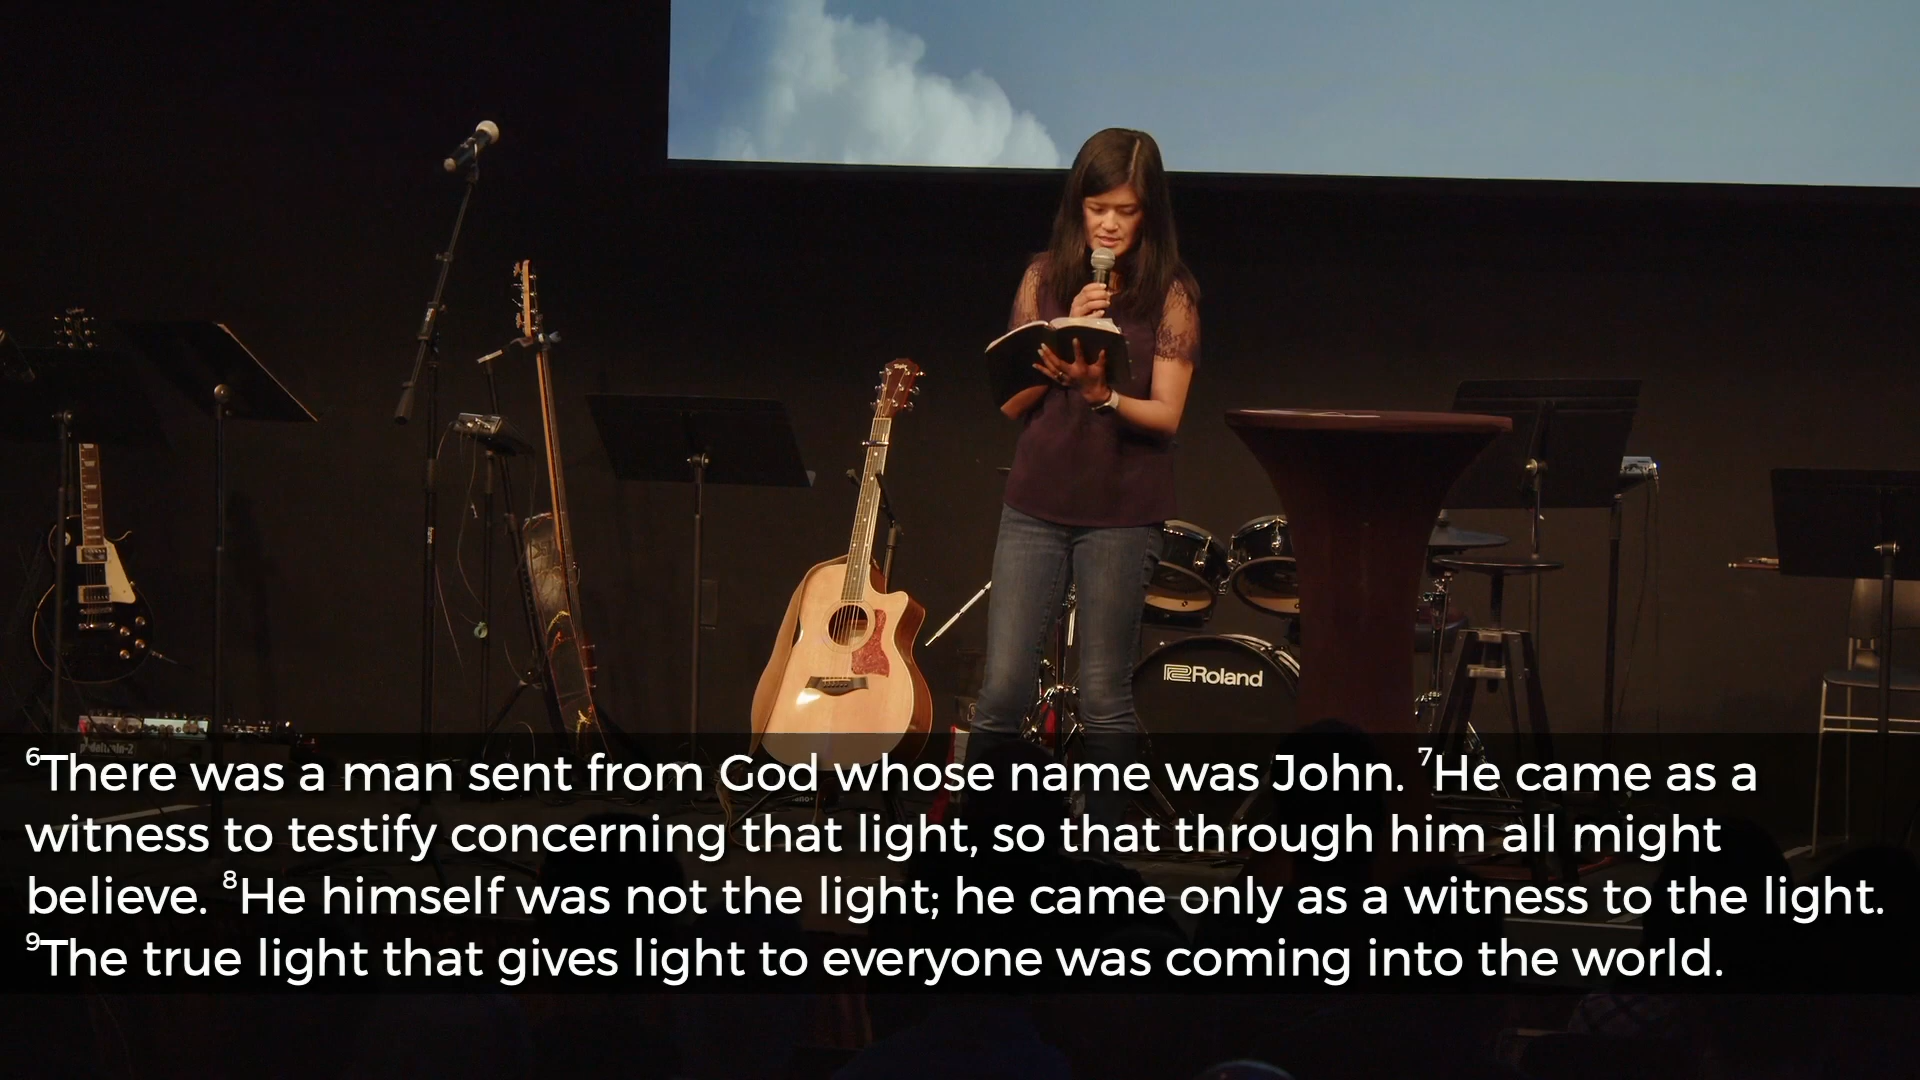 Roland
⁶There was a man sent from God whose name was John. ⁷He came as a
witness to testify concerning that light, so that through him all might
believe. ⁸He himself was not the light; he came only as a witness to the light.
⁹The true light that gives light to everyone was coming into the world.